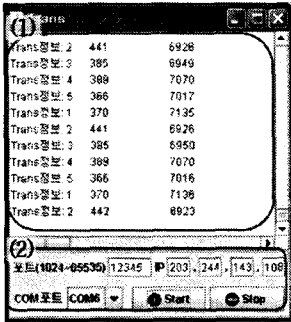 (1) Trans
Trans정보: 2 441 6926
Trans정보: 3 385 6949
Trans정보: 4 389 7070
Trans정보: 5 366 7017
Trans정보: 1 370 7135
Trans정보: 2 441 6926
Trans정보: 3 385 6950
Trans정보: 4 389 7070
Trans정보: 5 366 7016
Trans정보: 1 370 7136
Trans정보: 2 442 6923
(2)
포트(1024~65535) 12345 IP 203 . 244 . 143 . 108
COM 포트 COM6 Start Stop